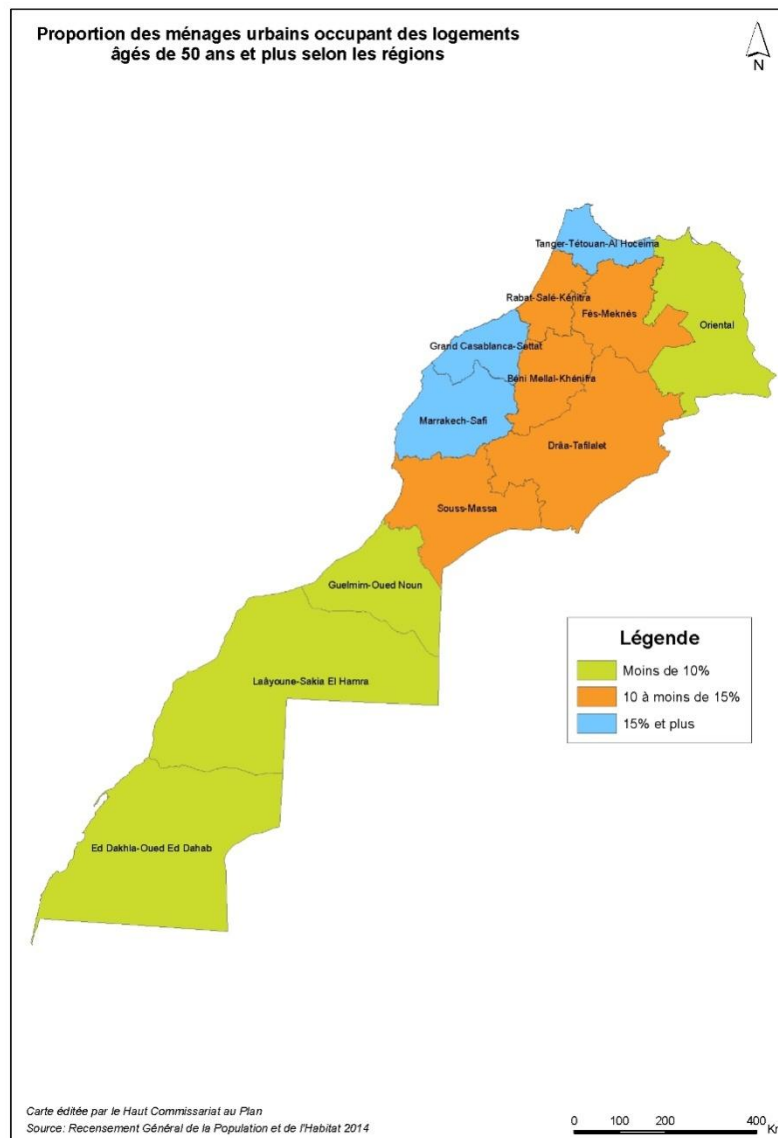 Proportion des ménages urbains occupant des logements
âgés de 50 ans et plus selon les régions
N
Tanger-Tétouan-Al Hoceima
Rabat-Salé-Kénitra
Fés-Meknés
Oriental
Grand Casablanca-Settat
Béni Mellal-Khénifra
Marrakech-Safi
Drâa-Tafilalet
Souss-Massa
Guelmim-Oued Noun
Légende
Moins de 10%
10 à moins de 15%
15% et plus
Laâyoune-Sakia El Hamra
Ed Dakhla-Oued Ed Dahab
Carte éditée par le Haut Commissariat au Plan
Source: Recensement Général de la Population et de l'Habitat 2014
0 100 200 400
Km